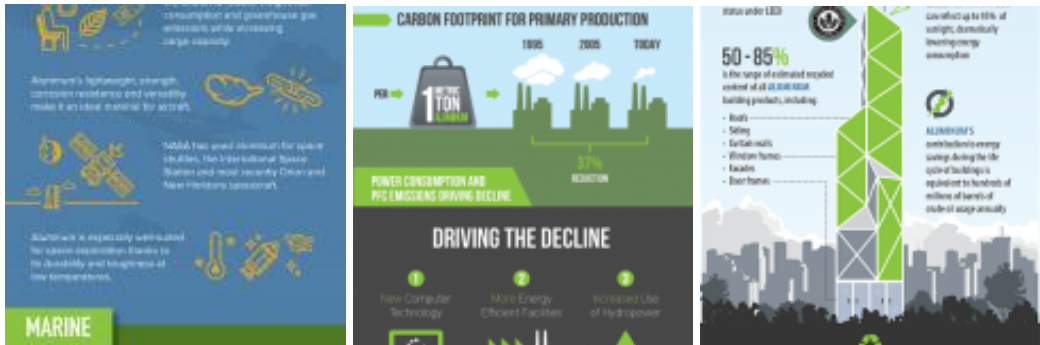 consumption and greenhouse gas
emissions while increasing
cargo capacity.
Aluminum's lightweight, strength,
corrosion resistance and versatility
make it an ideal material for aircraft.
NASA has used aluminum for space
shuttles, the International Space
Station and most recently Orion and
New Horizons spacecraft.
Aluminum is especially well-suited
for space exploration thanks to
its durability and toughness at
low temperatures.
MARINE
CARBON FOOTPRINT FOR PRIMARY PRODUCTION
1995 2005 TODAY
PER
1 METRIC
TON
ALUMINUM
37%
REDUCTION
POWER CONSUMPTION AND
PFC EMISSIONS DRIVING DECLINE
DRIVING THE DECLINE
1 2 3
New Computer
Technology
More Energy
Efficient Facilities
Increased Use
of Hydropower
status under LEED
50 - 85%
is the range of estimated recycled
content of all ALUMINUM
building products, including:
• Roofs
• Siding
• Curtain walls
• Window frames
• Facades
• Door frames
can reflect up to 95% of
sunlight, dramatically
lowering energy
consumption
ALUMINUM'S
contribution to energy
savings during the life
cycle of buildings is
equivalent to hundreds of
millions of barrels of
crude oil usage annually